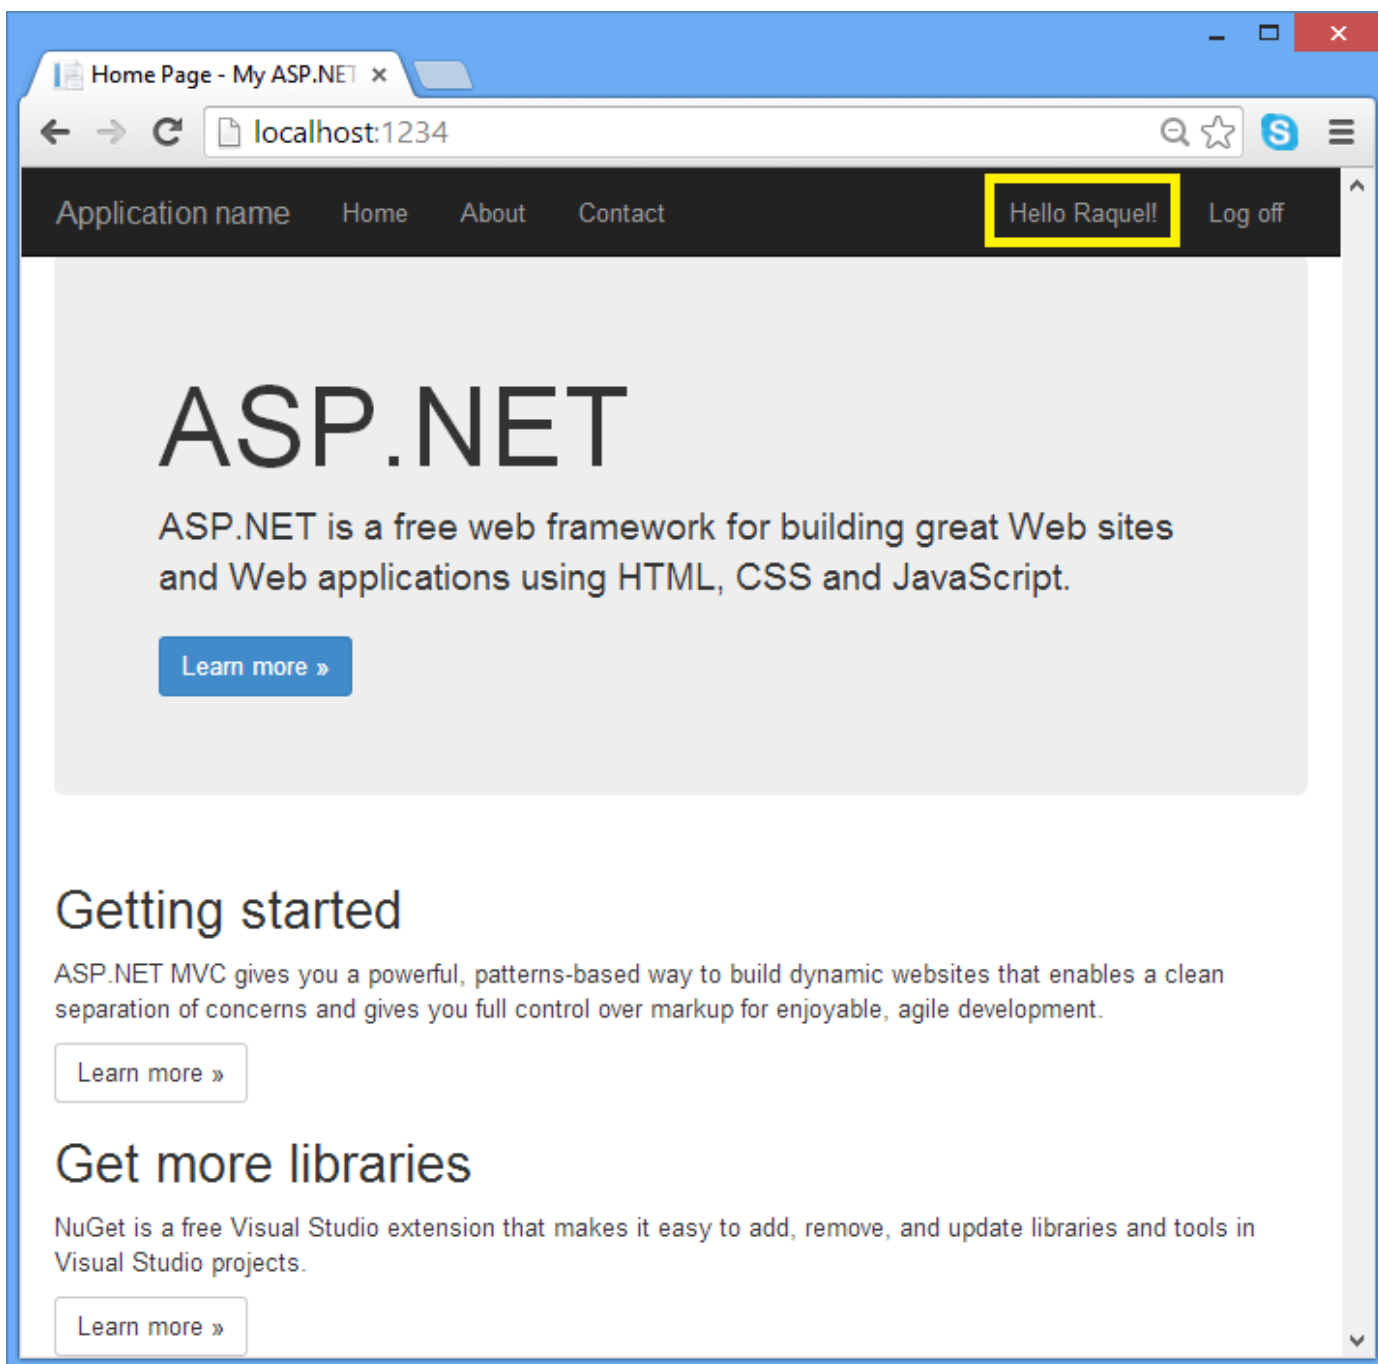 Home Page - My ASP.NET
localhost:1234
Application name Home About Contact Hello Raquel! Log off
ASP.NET
ASP.NET is a free web framework for building great Web sites
and Web applications using HTML, CSS and JavaScript.
Learn more »
Getting started
ASP.NET MVC gives you a powerful, patterns-based way to build dynamic websites that enables a clean
separation of concerns and gives you full control over markup for enjoyable, agile development.
Learn more »
Get more libraries
NuGet is a free Visual Studio extension that makes it easy to add, remove, and update libraries and tools in
Visual Studio projects.
Learn more »